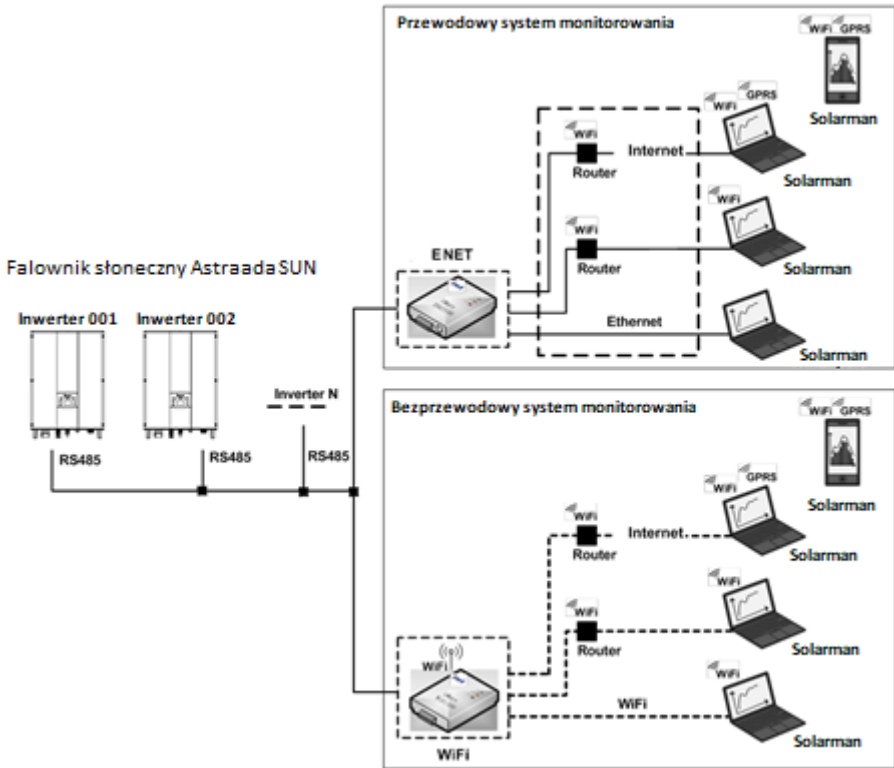 Przewodowy system monitorowania
WiFi GPRS
Solarman
WiFi
GPRS
WiFi
Internet
Router
Solarman
WiFi
WiFi
Router
Solarman
ENET
Ethernet
Solarman
Falownik słoneczny Astraada SUN
Inwerter 001
Inwerter 002
Inverter N
RS485
RS485
RS485
Bezprzewodowy system monitorowania
WiFi GPRS
Solarman
WiFi
GPRS
WiFi
Internet
Router
Solarman
WiFi
WiFi
Router
Solarman
WiFi
WiFi
WiFi
Solarman
WiFi